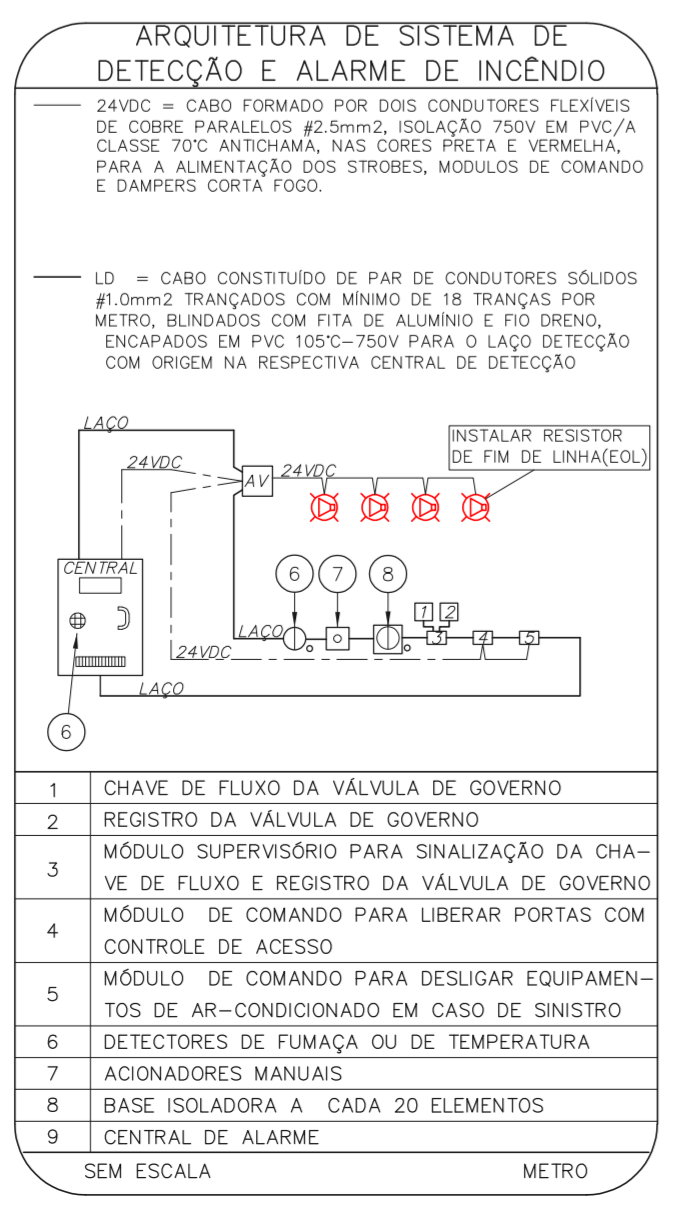 ARQUITETURA DE SISTEMA DE
DETECÇÃO E ALARME DE INCÊNDIO
24VDC = CABO FORMADO POR DOIS CONDUTORES FLEXÍVEIS
DE COBRE PARALELOS #2.5mm2, ISOLAÇÃO 750V EM PVC/A
CLASSE 70°C ANTICHAMA, NAS CORES PRETA E VERMELHA,
PARA A ALIMENTAÇÃO DOS STROBES, MODULOS DE COMANDO
E DAMPERS CORTA FOGO.
LD = CABO CONSTITUÍDO DE PAR DE CONDUTORES SÓLIDOS
#1.0mm2 TRANÇADOS COM MÍNIMO DE 18 TRANÇAS POR
METRO, BLINDADOS COM FITA DE ALUMÍNIO E FIO DRENO,
ENCAPADOS EM PVC 105°C-750V PARA O LAÇO DETECÇÃO
COM ORIGEM NA RESPECTIVA CENTRAL DE DETECÇÃO
LAÇO
INSTALAR RESISTOR
DE FIM DE LINHA(EOL)
24VDC
AV
24VDC
CENTRAL
6 7 8
1 2
LAÇO
3 4 5
24VDC
LAÇO
6
1 CHAVE DE FLUXO DA VÁLVULA DE GOVERNO
2 REGISTRO DA VÁLVULA DE GOVERNO
3 MÓDULO SUPERVISÓRIO PARA SINALIZAÇÃO DA CHA-
VE DE FLUXO E REGISTRO DA VÁLVULA DE GOVERNO
4 MÓDULO DE COMANDO PARA LIBERAR PORTAS COM
CONTROLE DE ACESSO
5 MÓDULO DE COMANDO PARA DESLIGAR EQUIPAMEN-
TOS DE AR-CONDICIONADO EM CASO DE SINISTRO
6 DETECTORES DE FUMAÇA OU DE TEMPERATURA
7 ACIONADORES MANUAIS
8 BASE ISOLADORA A CADA 20 ELEMENTOS
9 CENTRAL DE ALARME
SEM ESCALA METRO